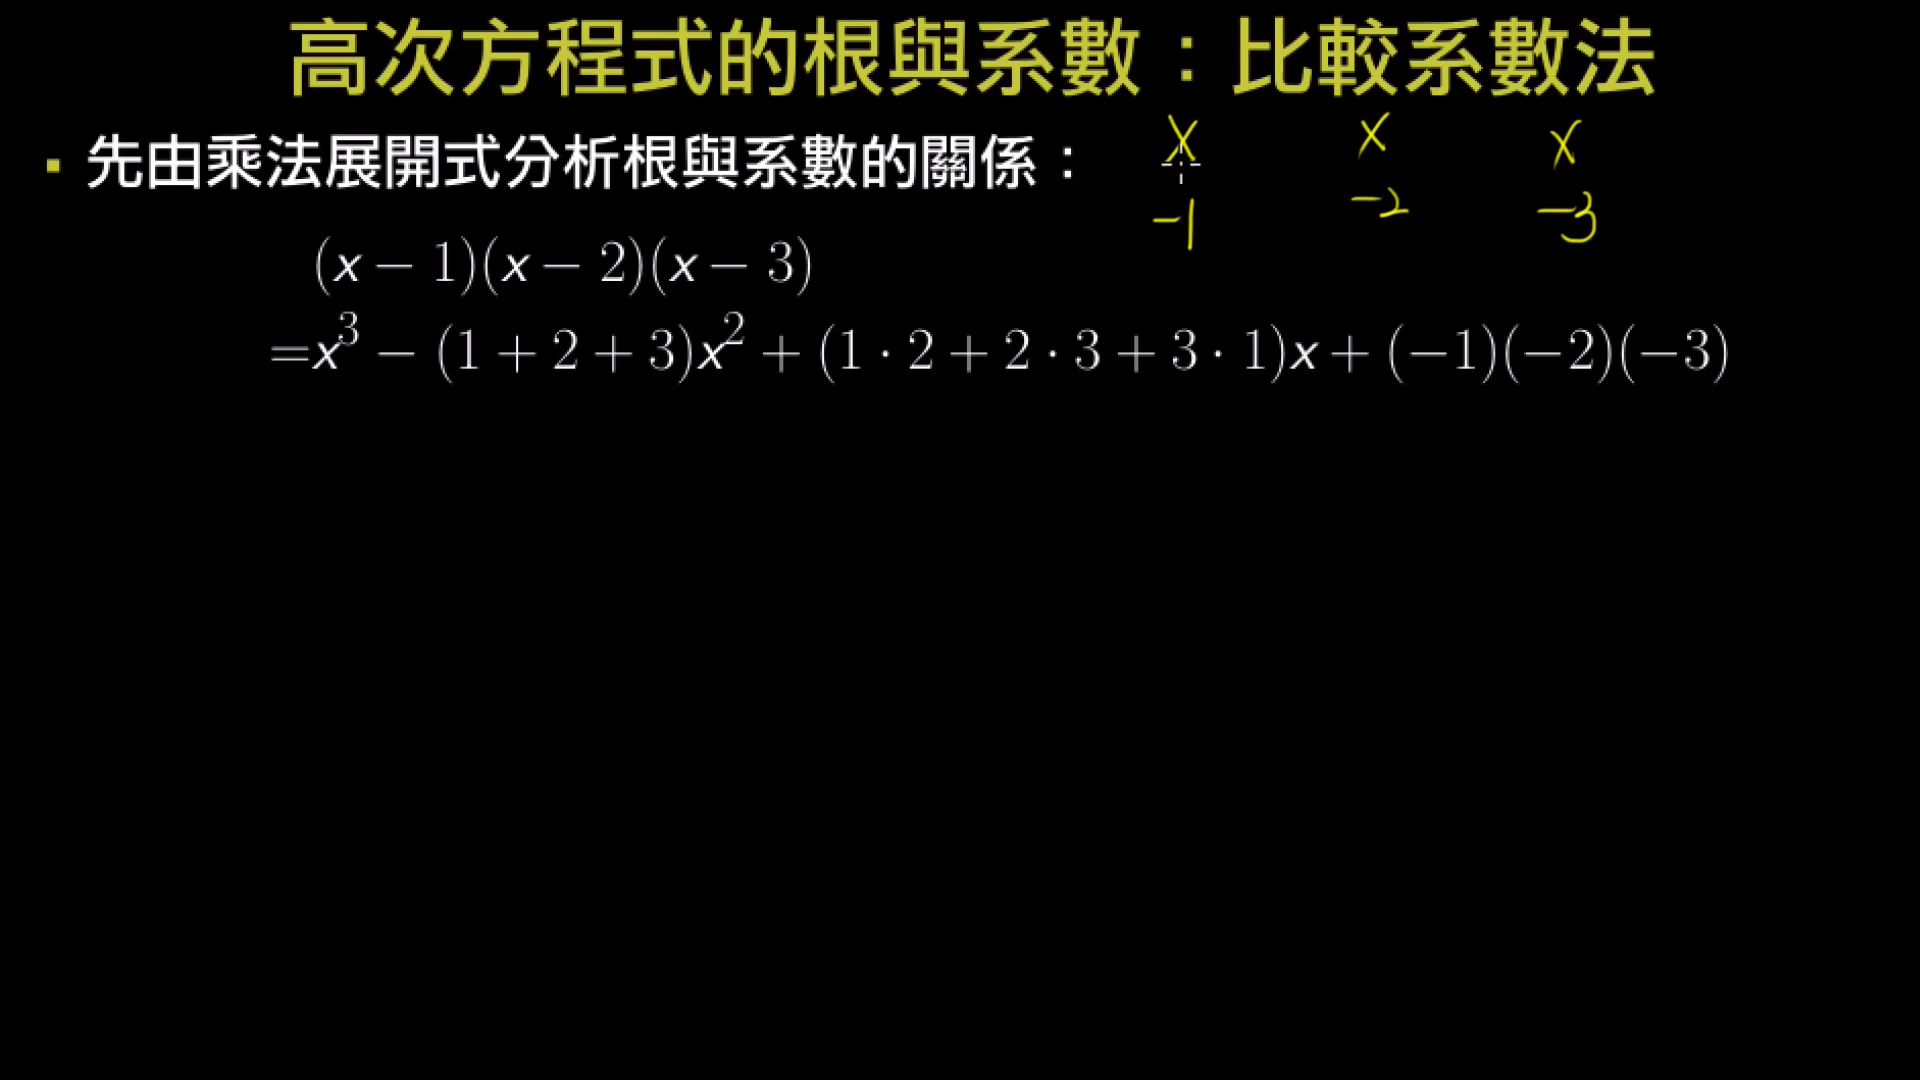 高次方程式的根與系數：比較系數法
▪ 先由乘法展開式分析根與系數的關係：
x x x
-1 -2 -3
(x − 1)(x − 2)(x − 3)
=x³ − (1 + 2 + 3)x² + (1 · 2 + 2 · 3 + 3 · 1)x + (−1)(−2)(−3)